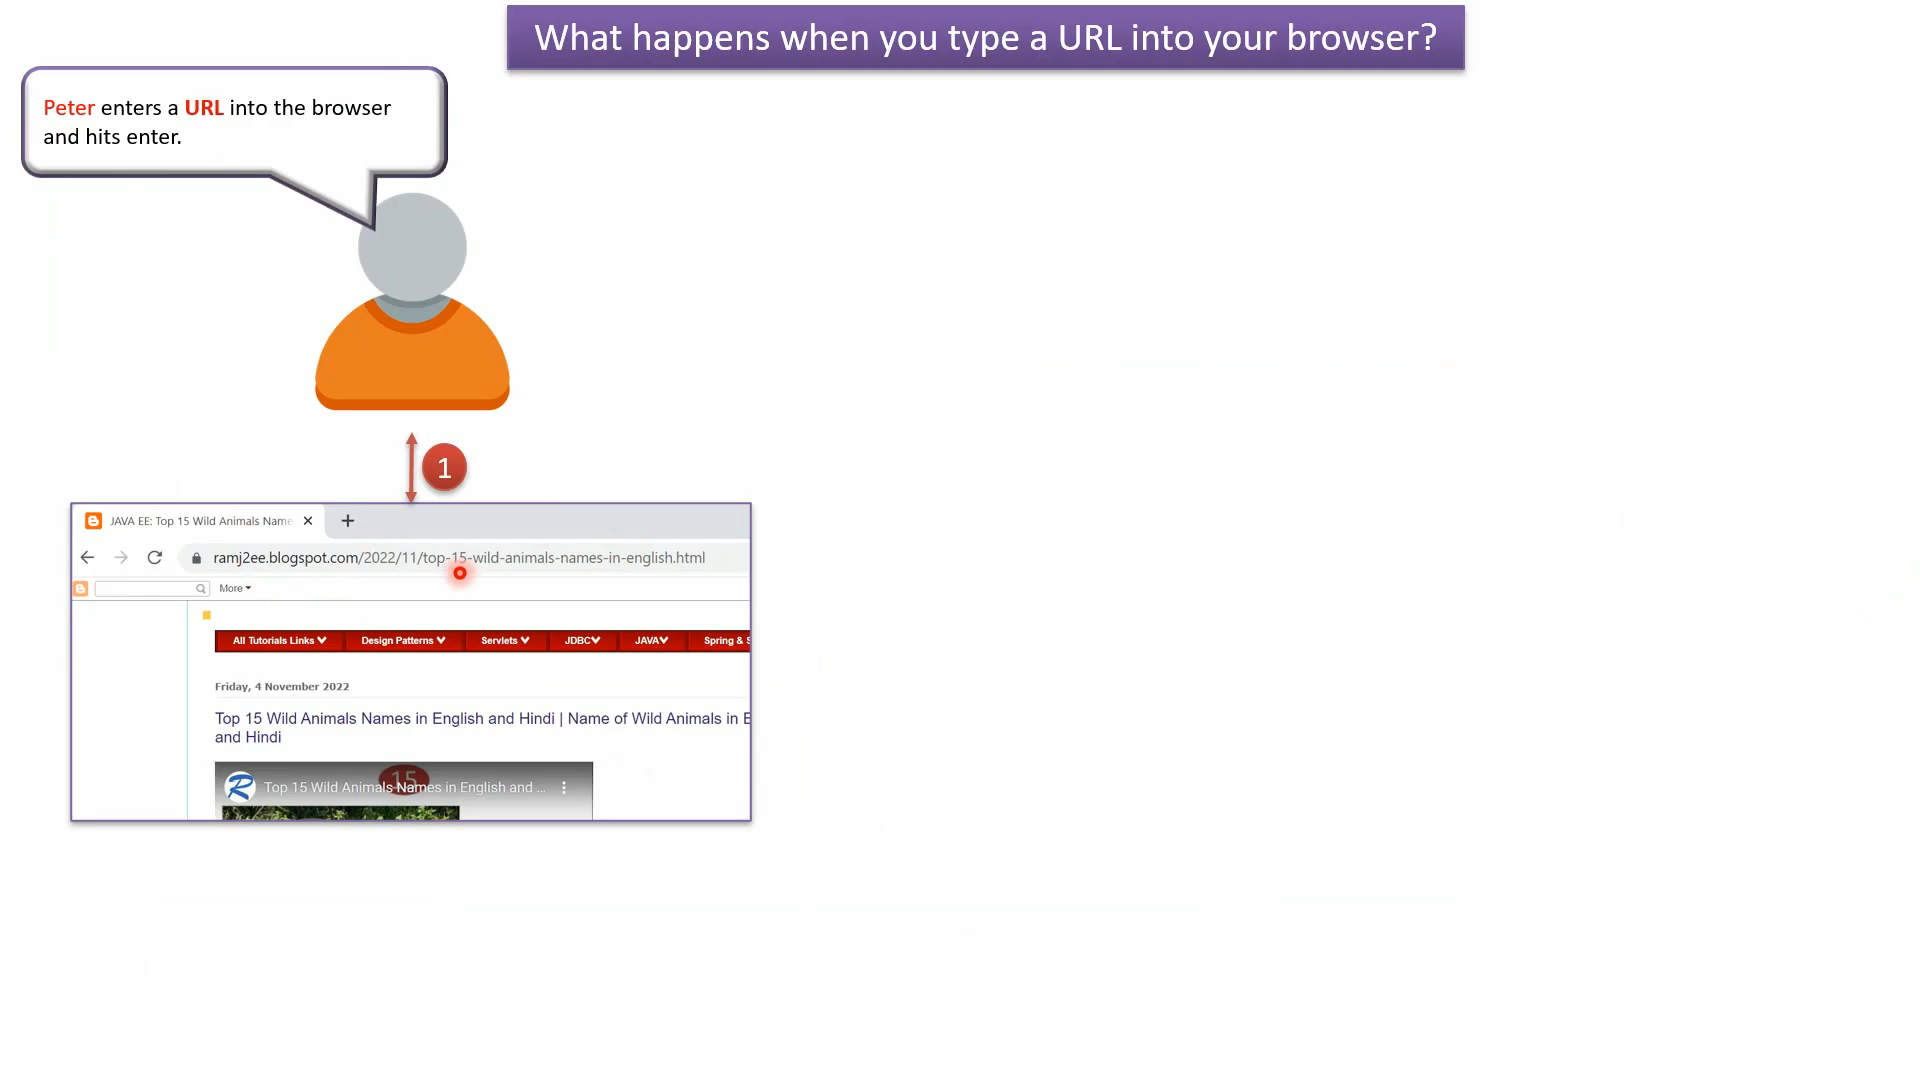 What happens when you type a URL into your browser?
Peter enters a URL into the browser
and hits enter.
1
JAVA EE: Top 15 Wild Animals Name
ramj2ee.blogspot.com/2022/11/top-15-wild-animals-names-in-english.html
More
All Tutorials Links Design Patterns Servlets JDBC JAVA Spring &
Friday, 4 November 2022
Top 15 Wild Animals Names in English and Hindi | Name of Wild Animals in E
and Hindi
15
Top 15 Wild Animals Names in English and ...